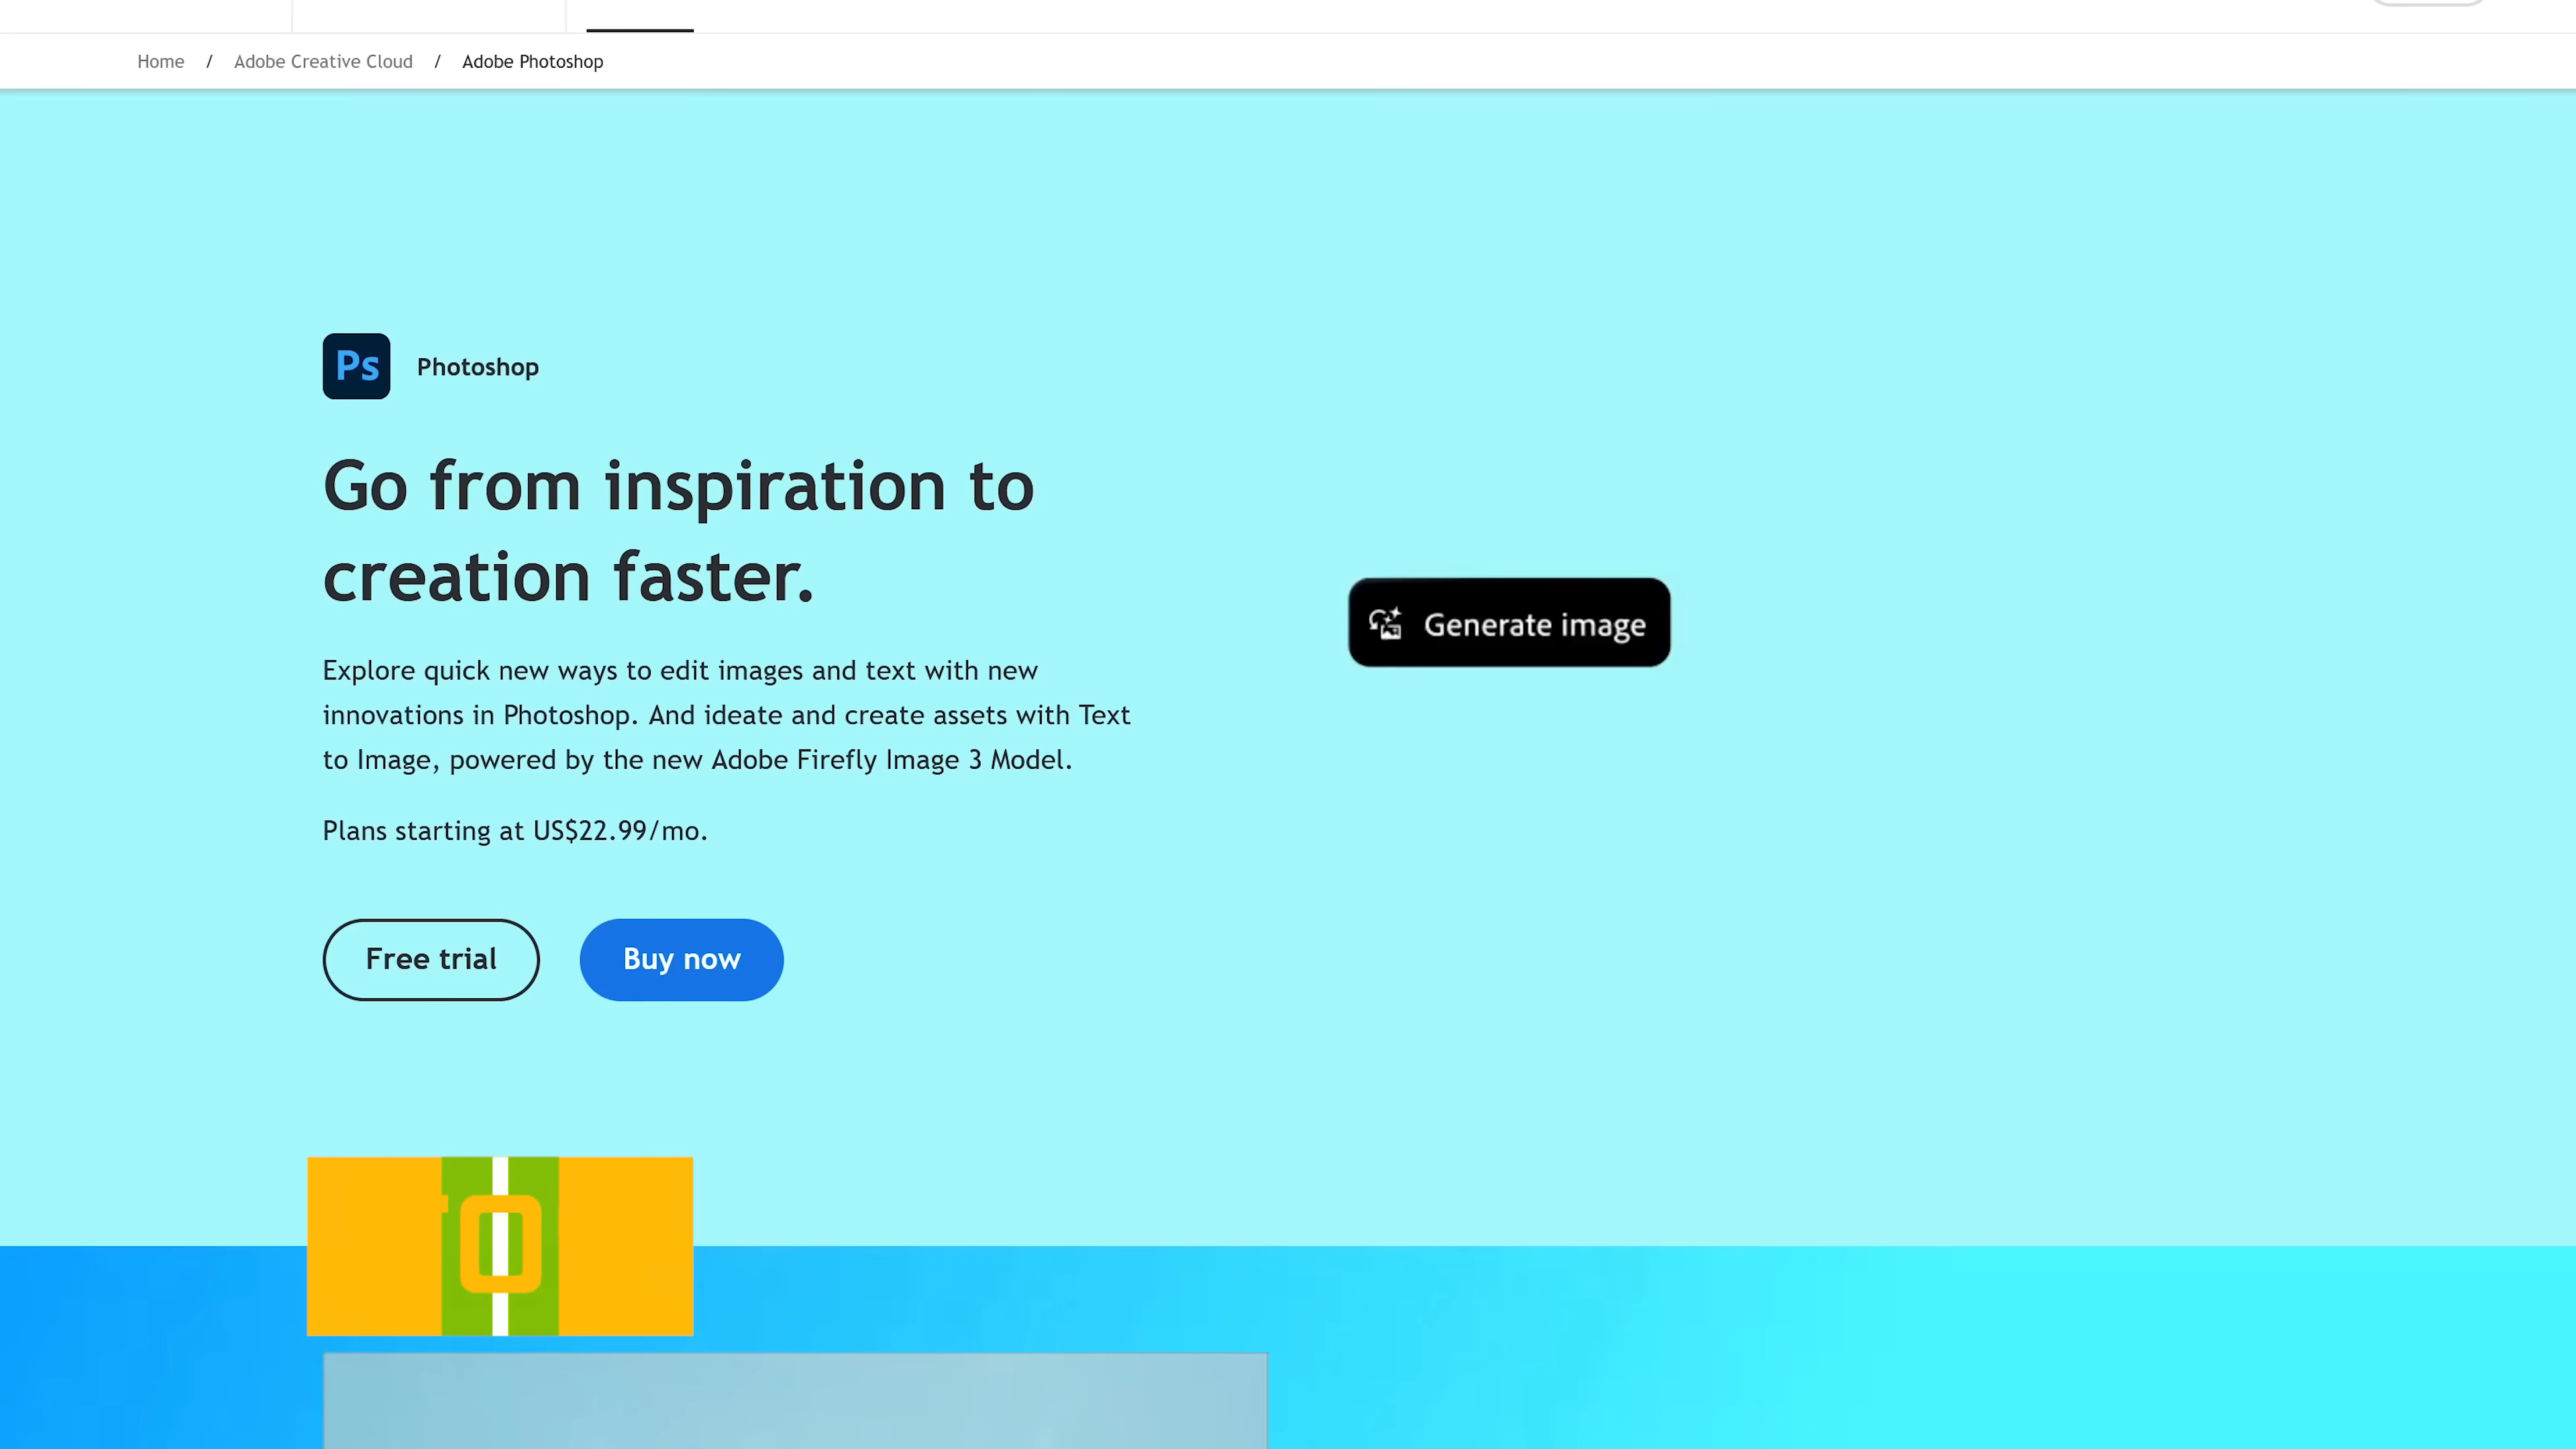 Home / Adobe Creative Cloud / Adobe Photoshop
Ps Photoshop
Go from inspiration to
creation faster.
Explore quick new ways to edit images and text with new
innovations in Photoshop. And ideate and create assets with Text
to Image, powered by the new Adobe Firefly Image 3 Model.
Plans starting at US$22.99/mo.
Free trial
Buy now
Generate image